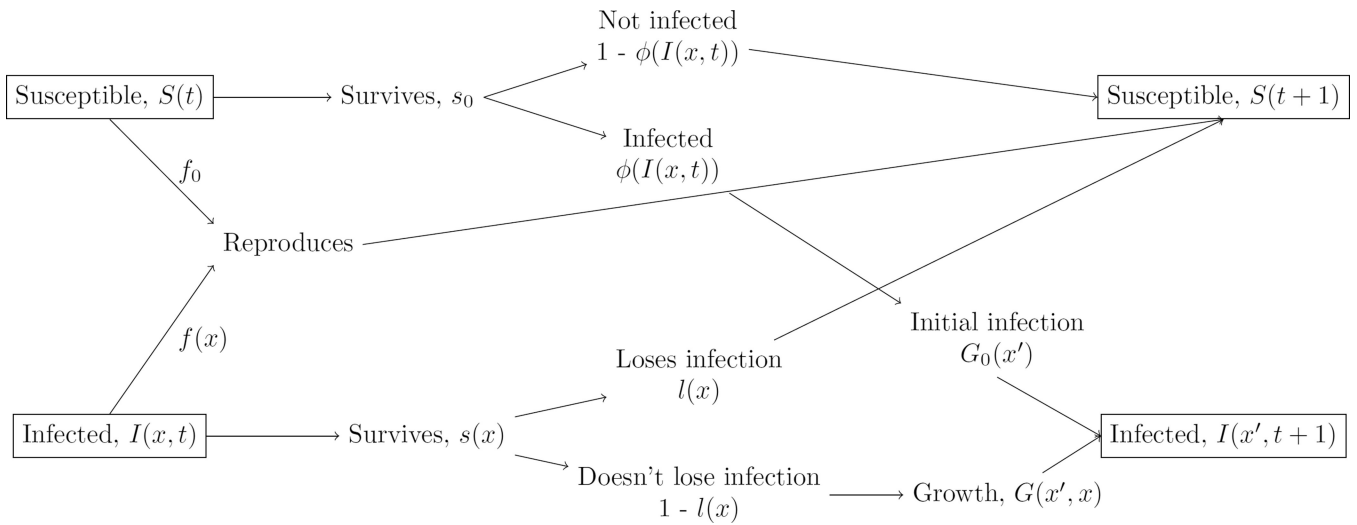 Not infected
1 - ϕ(I(x, t))
Susceptible, S(t)
Survives, s₀
Susceptible, S(t + 1)
Infected
ϕ(I(x, t))
f₀
Reproduces
f(x)
Initial infection
G₀(x′)
Loses infection
l(x)
Infected, I(x, t)
Survives, s(x)
Infected, I(x′, t + 1)
Doesn't lose infection
1 - l(x)
Growth, G(x′, x)